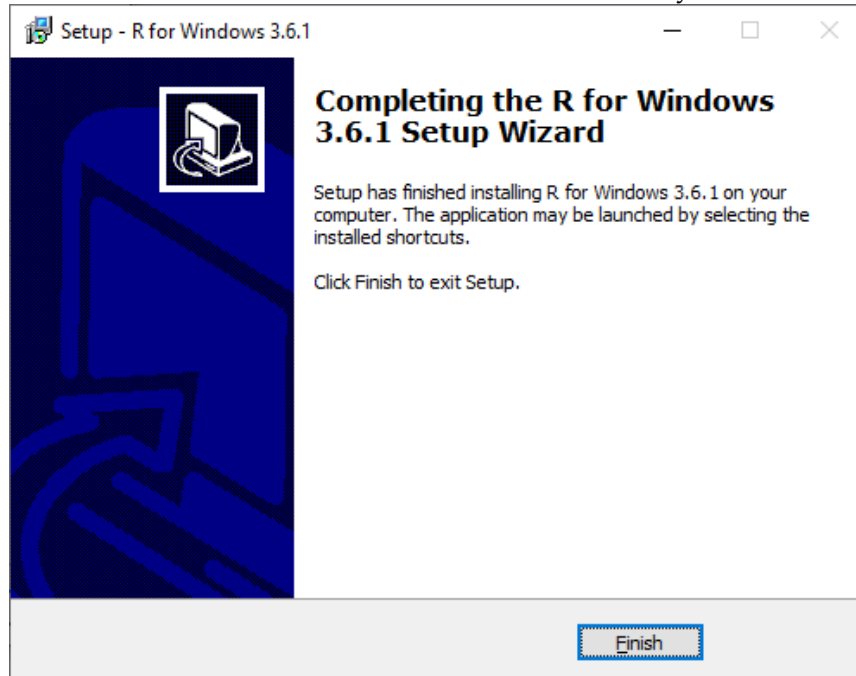 Setup - R for Windows 3.6.1
Completing the R for Windows
3.6.1 Setup Wizard
Setup has finished installing R for Windows 3.6.1 on your
computer. The application may be launched by selecting the
installed shortcuts.
Click Finish to exit Setup.
Finish